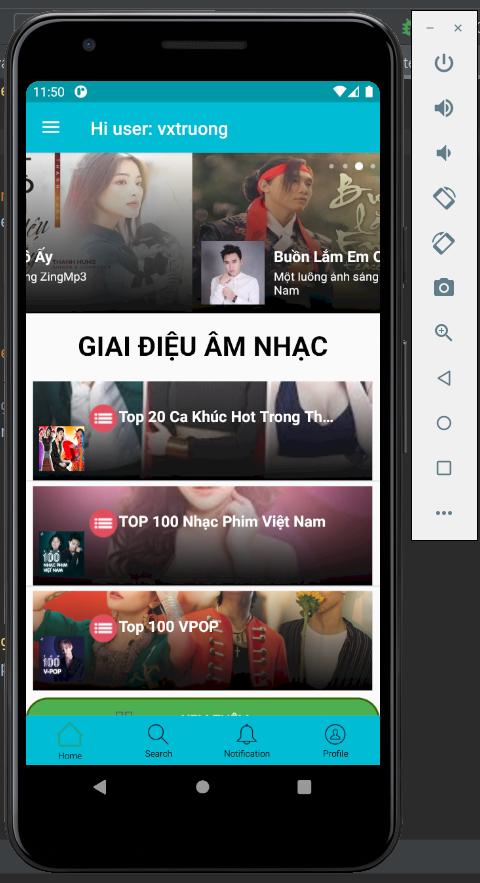 11:50
Hi user: vxtruong
THANH HƯNG
Ấy
ng ZingMp3
Buồn Lắm Em
Một luồng ánh sáng
Nam
GIAI ĐIỆU ÂM NHẠC
Top 20 Ca Khúc Hot Trong Th...
TOP 100 Nhạc Phim Việt Nam
100
NHẠC PHIM
VIỆT NAM
Top 100 VPOP
100
V-POP
Home
Search
Notification
Profile